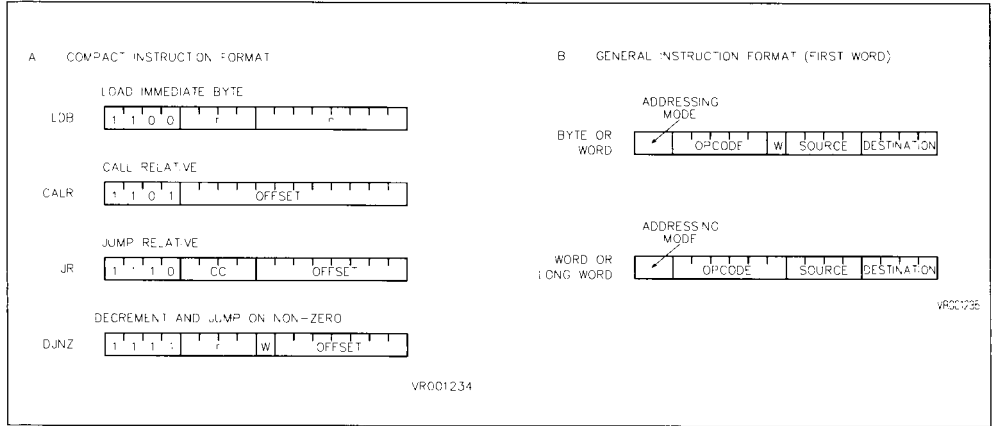 A COMPACT INSTRUCTION FORMAT
LOAD IMMEDIATE BYTE
LDB 1 1 0 0 r n
CALL RELATIVE
CALR 1 1 0 1 OFFSET
JUMP RELATIVE
JR 1 1 1 0 CC OFFSET
DECREMENT AND JUMP ON NON-ZERO
DJNZ 1 1 1 1 r W OFFSET
VR001234
B GENERAL INSTRUCTION FORMAT (FIRST WORD)
ADDRESSING
MODE
BYTE OR
WORD
OPCODE W SOURCE DESTINATION
ADDRESSING
MODE
WORD OR
LONG WORD
OPCODE SOURCE DESTINATION